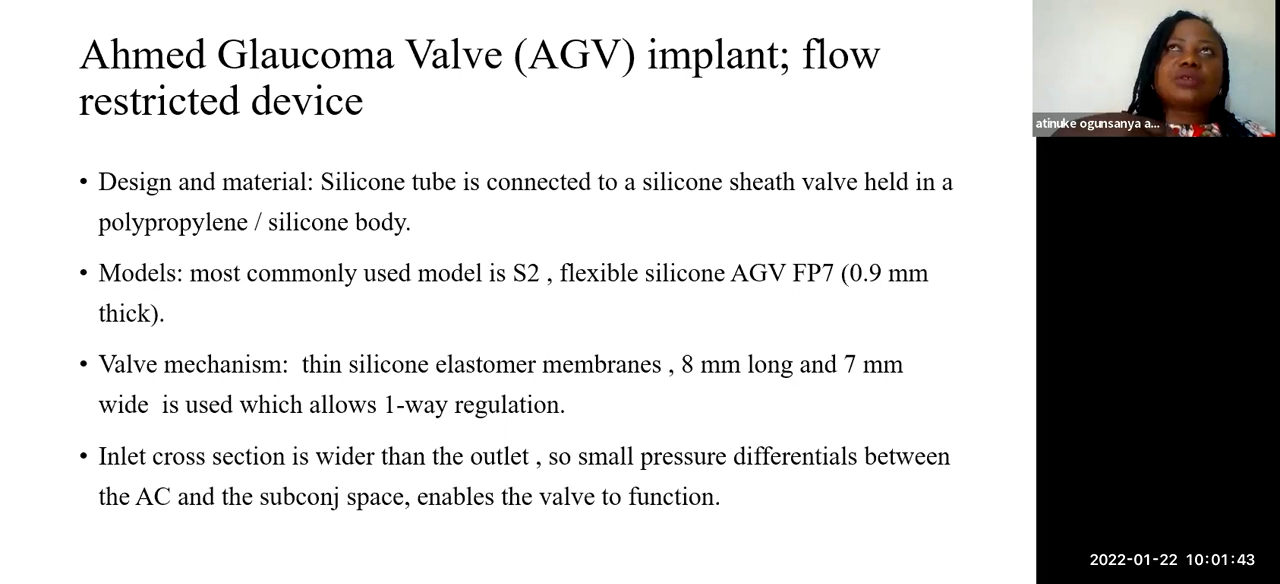 Ahmed Glaucoma Valve (AGV) implant; flow
restricted device
• Design and material: Silicone tube is connected to a silicone sheath valve held in a
polypropylene / silicone body.
• Models: most commonly used model is S2 , flexible silicone AGV FP7 (0.9 mm
thick).
• Valve mechanism:  thin silicone elastomer membranes , 8 mm long and 7 mm
wide  is used which allows 1-way regulation.
• Inlet cross section is wider than the outlet , so small pressure differentials between
the AC and the subconj space, enables the valve to function.
atinuke ogunsanya a...
2022-01-22 10:01:43